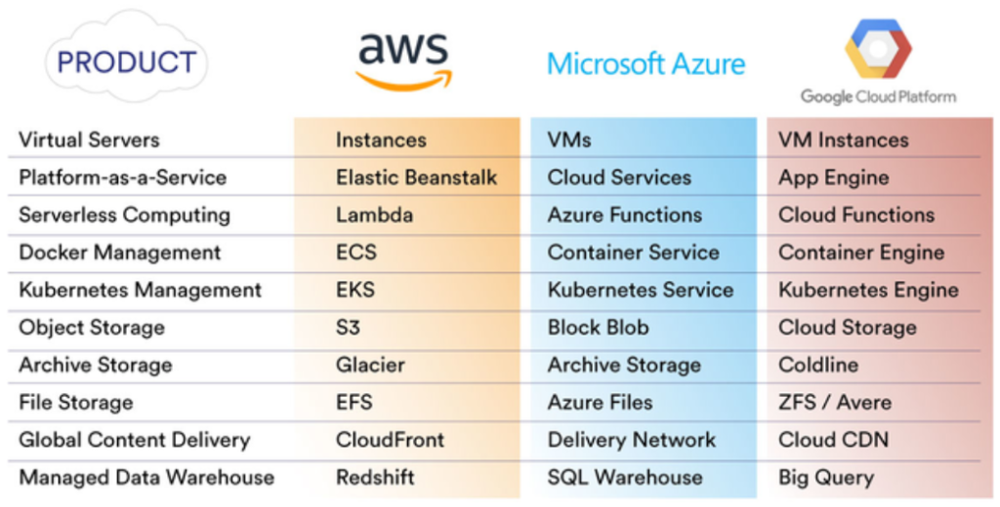 PRODUCT aws Microsoft Azure Google Cloud Platform
Virtual Servers Instances VMs VM Instances
Platform-as-a-Service Elastic Beanstalk Cloud Services App Engine
Serverless Computing Lambda Azure Functions Cloud Functions
Docker Management ECS Container Service Container Engine
Kubernetes Management EKS Kubernetes Service Kubernetes Engine
Object Storage S3 Block Blob Cloud Storage
Archive Storage Glacier Archive Storage Coldline
File Storage EFS Azure Files ZFS / Avere
Global Content Delivery CloudFront Delivery Network Cloud CDN
Managed Data Warehouse Redshift SQL Warehouse Big Query